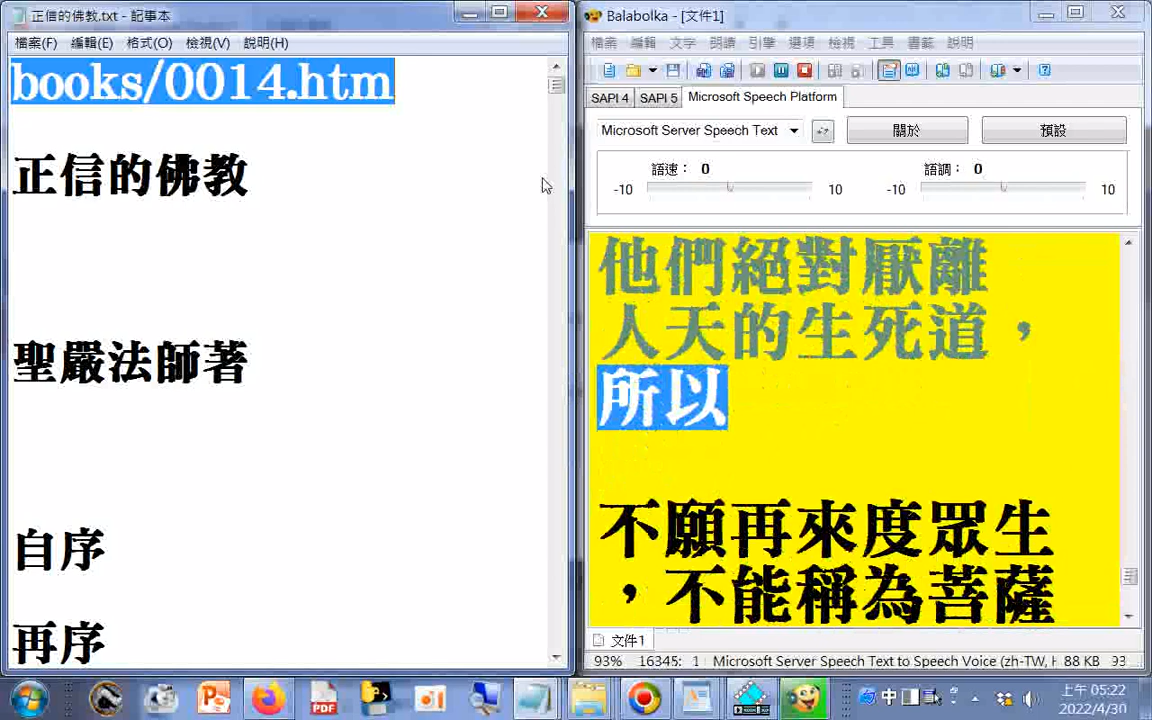 正信的佛教.txt - 記事本
檔案(F) 編輯(E) 格式(O) 檢視(V) 說明(H)
books/0014.htm
正信的佛教
聖嚴法師著
自序
再序
Balabolka - [文件1]
檔案 編輯 文字 朗讀 引擎 選項 檢視 工具 書籤 說明
SAPI 4 SAPI 5 Microsoft Speech Platform
Microsoft Server Speech Text 關於 預設
語速： 0 語調： 0
-10 10 -10 10
他們絕對厭離
人天的生死道，
所以
不願再來度眾生
，不能稱為菩薩
文件1
93% 16345: 1 Microsoft Server Speech Text to Speech Voice (zh-TW, H 88 KB 93
PDF
中
上午 05:22
2022/4/30